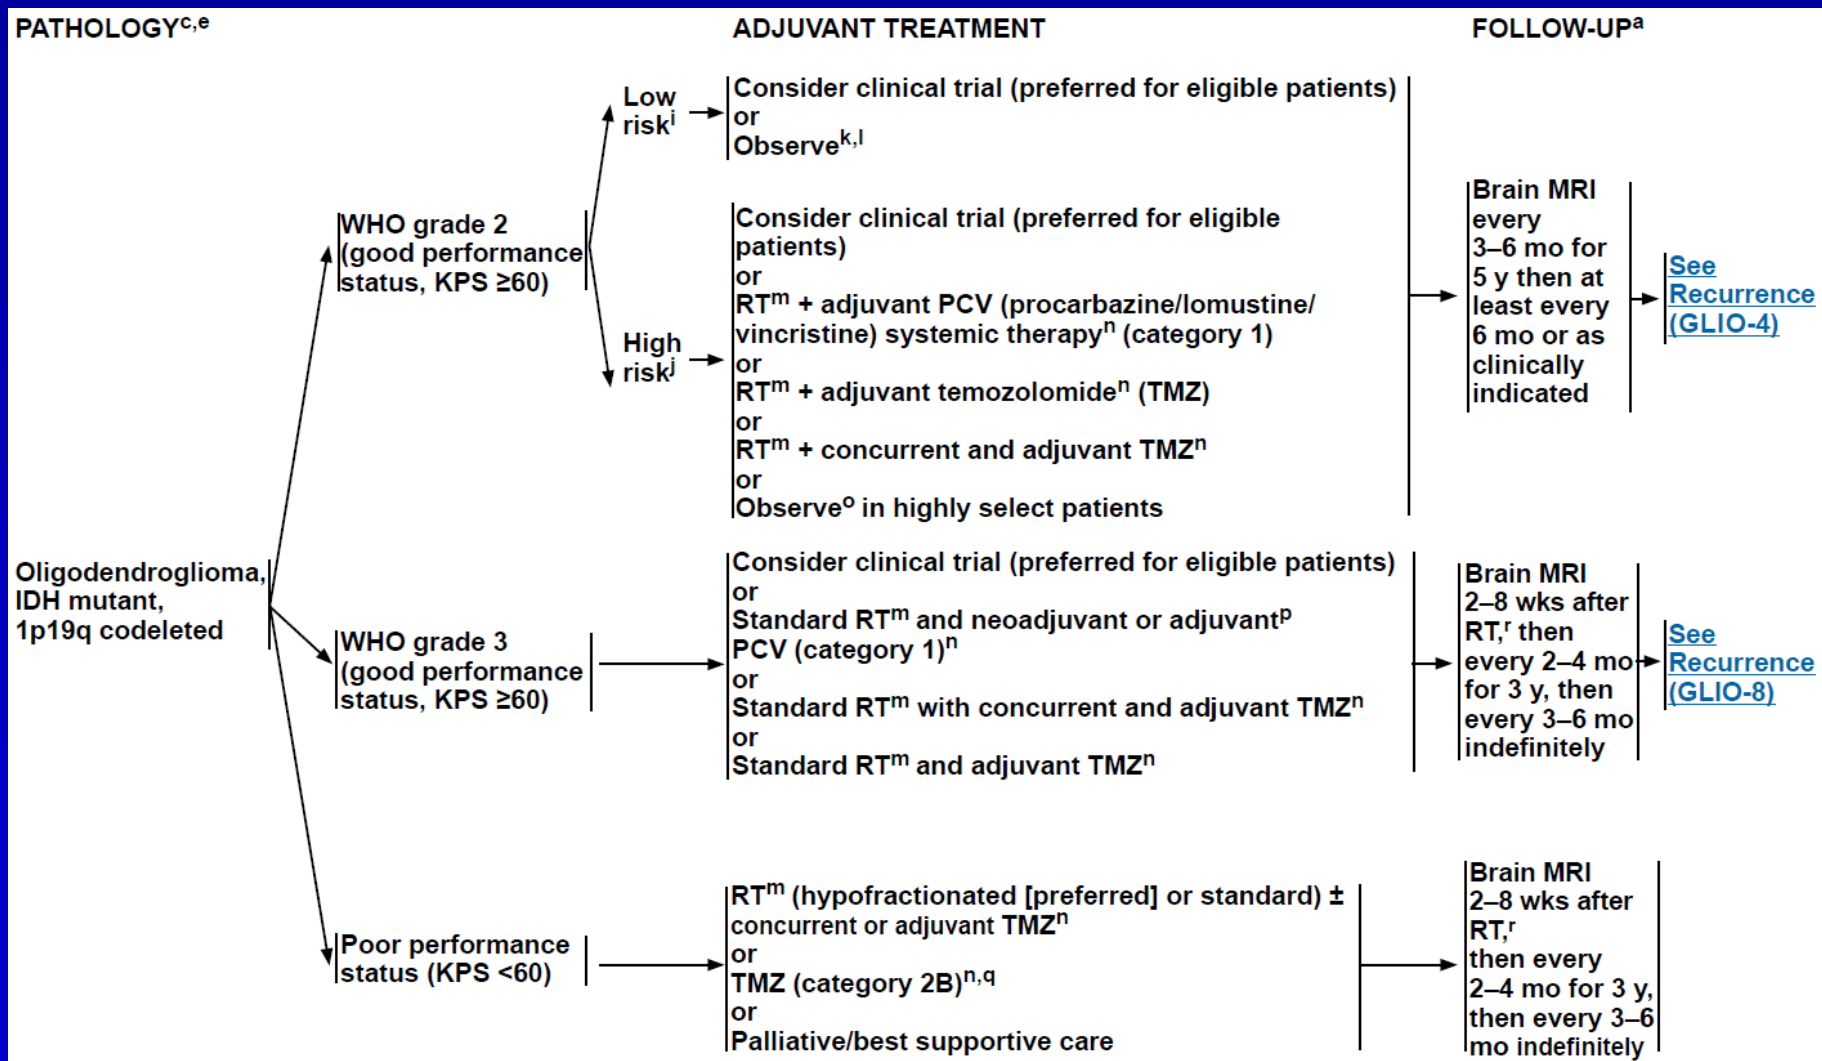 PATHOLOGYc,e
ADJUVANT TREATMENT
FOLLOW-UPa
Oligodendroglioma,
IDH mutant,
1p19q codeleted
WHO grade 2
(good performance
status, KPS ≥60)
Low
riski
Consider clinical trial (preferred for eligible patients)
or
Observek,l
High
riskj
Consider clinical trial (preferred for eligible
patients)
or
RTm + adjuvant PCV (procarbazine/lomustine/
vincristine) systemic therapyn (category 1)
or
RTm + adjuvant temozolomiden (TMZ)
or
RTm + concurrent and adjuvant TMZn
or
Observeo in highly select patients
Brain MRI
every
3–6 mo for
5 y then at
least every
6 mo or as
clinically
indicated
See
Recurrence
(GLIO-4)
WHO grade 3
(good performance
status, KPS ≥60)
Consider clinical trial (preferred for eligible patients)
or
Standard RTm and neoadjuvant or adjuvantp
PCV (category 1)n
or
Standard RTm with concurrent and adjuvant TMZn
or
Standard RTm and adjuvant TMZn
Brain MRI
2–8 wks after
RT,r then
every 2–4 mo
for 3 y, then
every 3–6 mo
indefinitely
See
Recurrence
(GLIO-8)
Poor performance
status (KPS <60)
RTm (hypofractionated [preferred] or standard) ±
concurrent or adjuvant TMZn
or
TMZ (category 2B)n,q
or
Palliative/best supportive care
Brain MRI
2–8 wks after
RT,r
then every
2–4 mo for 3 y,
then every 3–6
mo indefinitely